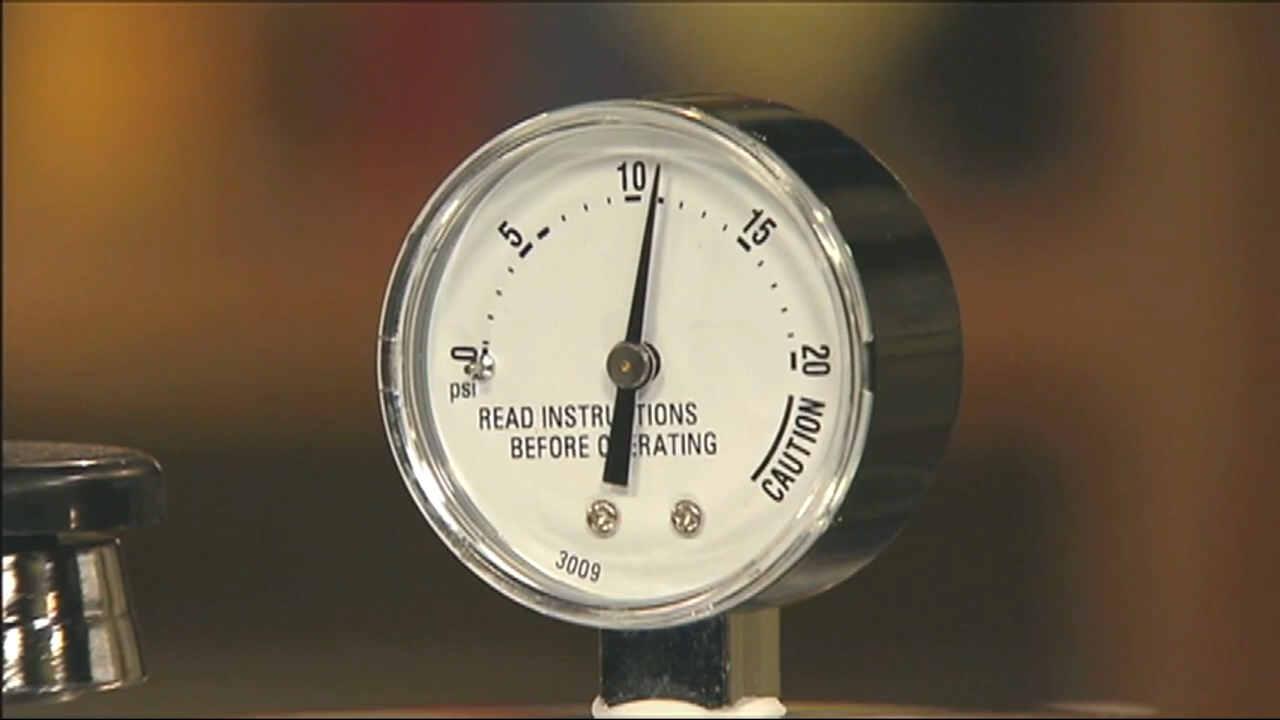 10
5
15
0
20
psi
READ INSTRUCTIONS
BEFORE OPERATING
CAUTION
3009